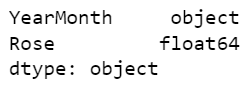 YearMonth     object
Rose         float64
dtype: object